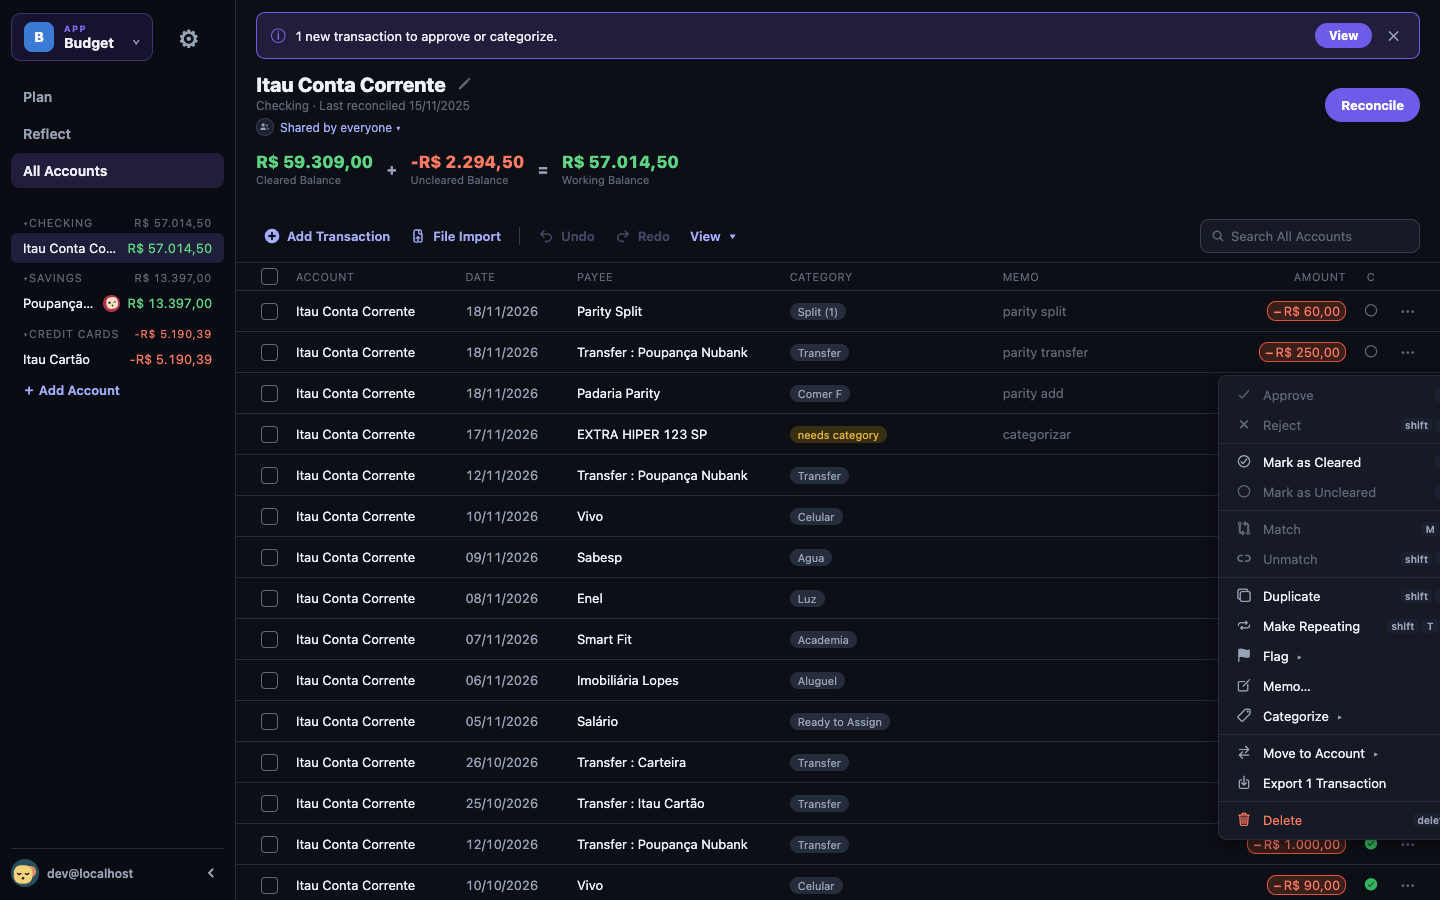 B
APP
Budget
Plan
Reflect
All Accounts
CHECKING R$ 57.014,50
Itau Conta Co... R$ 57.014,50
SAVINGS R$ 13.397,00
Poupança... R$ 13.397,00
CREDIT CARDS -R$ 5.190,39
Itau Cartão -R$ 5.190,39
+ Add Account
dev@localhost
1 new transaction to approve or categorize. View
Itau Conta Corrente
Checking · Last reconciled 15/11/2025
Shared by everyone
Reconcile
R$ 59.309,00 + -R$ 2.294,50 = R$ 57.014,50
Cleared Balance Uncleared Balance Working Balance
Add Transaction File Import Undo Redo View Search All Accounts
ACCOUNT DATE PAYEE CATEGORY MEMO AMOUNT C
Itau Conta Corrente 18/11/2026 Parity Split Split (1) parity split −R$ 60,00
Itau Conta Corrente 18/11/2026 Transfer : Poupança Nubank Transfer parity transfer −R$ 250,00
Itau Conta Corrente 18/11/2026 Padaria Parity Comer F parity add
Itau Conta Corrente 17/11/2026 EXTRA HIPER 123 SP needs category categorizar
Itau Conta Corrente 12/11/2026 Transfer : Poupança Nubank Transfer
Itau Conta Corrente 10/11/2026 Vivo Celular
Itau Conta Corrente 09/11/2026 Sabesp Agua
Itau Conta Corrente 08/11/2026 Enel Luz
Itau Conta Corrente 07/11/2026 Smart Fit Academia
Itau Conta Corrente 06/11/2026 Imobiliária Lopes Aluguel
Itau Conta Corrente 05/11/2026 Salário Ready to Assign
Itau Conta Corrente 26/10/2026 Transfer : Carteira Transfer
Itau Conta Corrente 25/10/2026 Transfer : Itau Cartão Transfer
Itau Conta Corrente 12/10/2026 Transfer : Poupança Nubank Transfer −R$ 1.000,00
Itau Conta Corrente 10/10/2026 Vivo Celular −R$ 90,00
Approve
Reject shift
Mark as Cleared
Mark as Uncleared
Match M
Unmatch shift
Duplicate shift
Make Repeating shift T
Flag
Memo...
Categorize
Move to Account
Export 1 Transaction
Delete delet